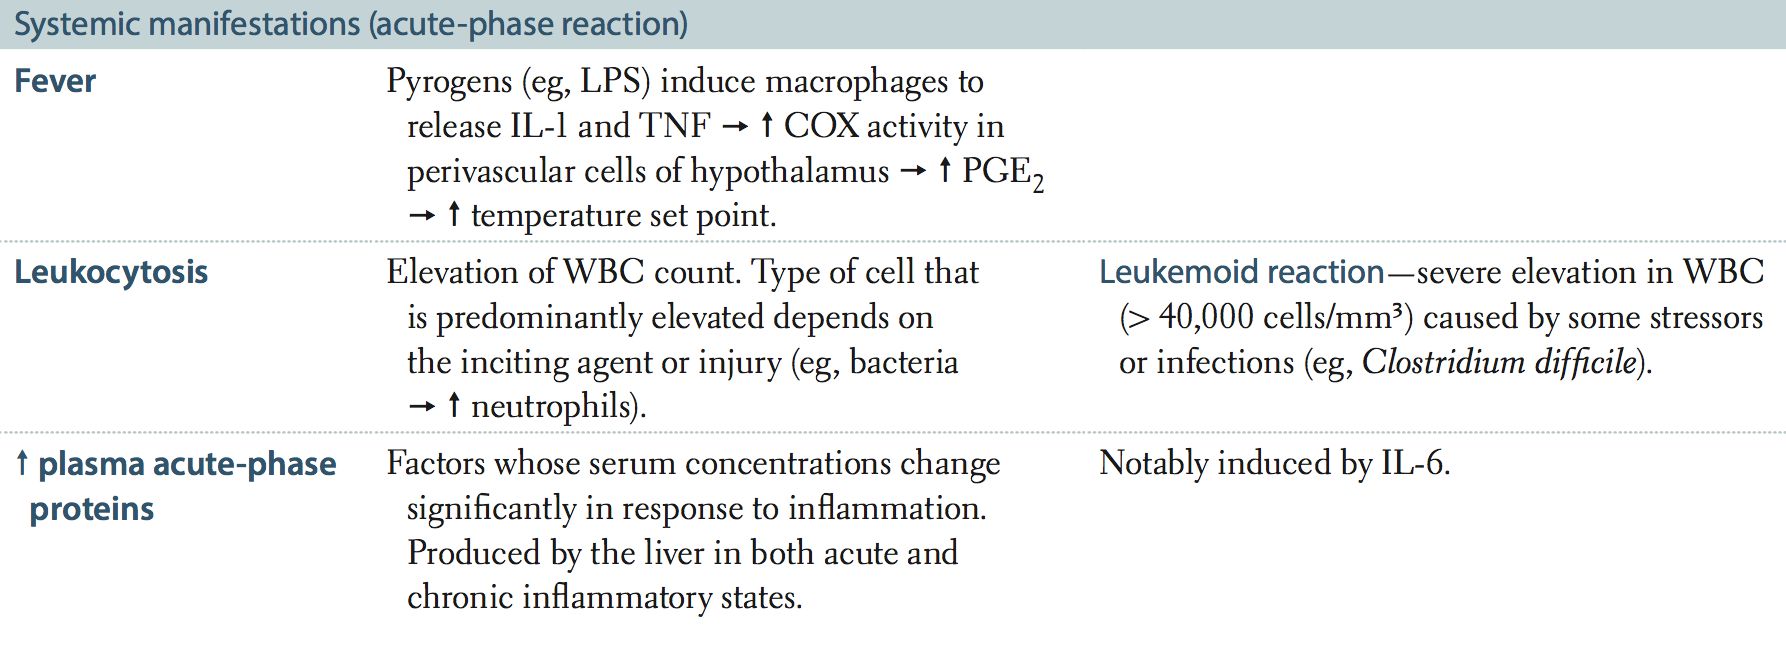 Systemic manifestations (acute-phase reaction)
Fever
Pyrogens (eg, LPS) induce macrophages to
release IL-1 and TNF → ↑ COX activity in
perivascular cells of hypothalamus → ↑ PGE₂
→ ↑ temperature set point.
Leukocytosis
Elevation of WBC count. Type of cell that
is predominantly elevated depends on
the inciting agent or injury (eg, bacteria
→ ↑ neutrophils).
Leukemoid reaction—severe elevation in WBC
(> 40,000 cells/mm³) caused by some stressors
or infections (eg, Clostridium difficile).
↑ plasma acute-phase
proteins
Factors whose serum concentrations change
significantly in response to inflammation.
Produced by the liver in both acute and
chronic inflammatory states.
Notably induced by IL-6.